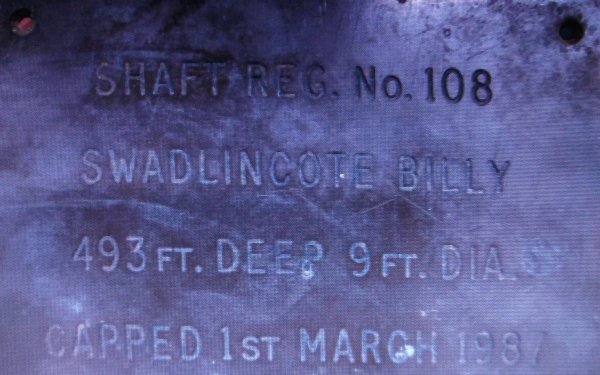 SHAFT REG. No. 108
SWADLINCOTE BILLY
493 FT. DEEP 9 FT. DIA.
CAPPED 1ST MARCH 1987